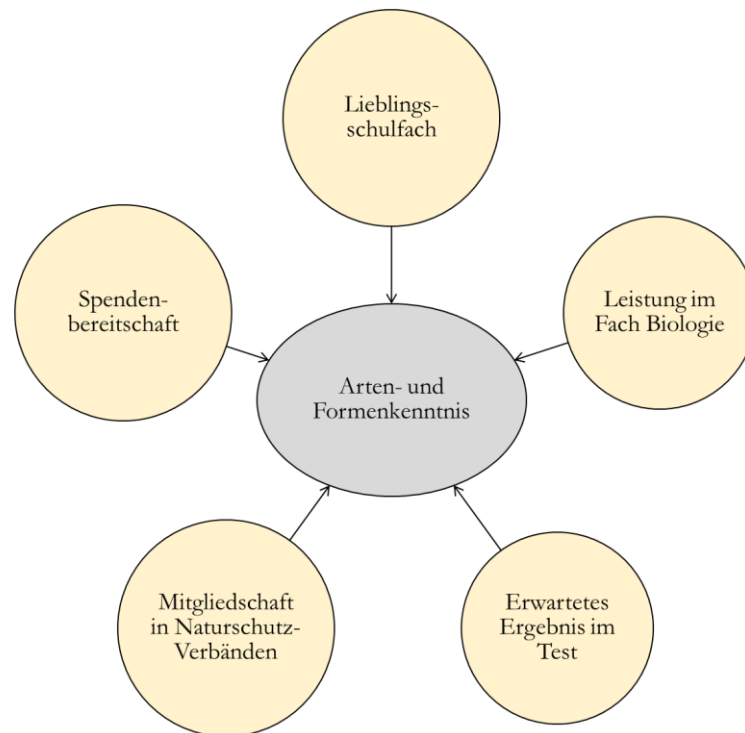 Lieblings-
schulfach
Spenden-
bereitschaft
Leistung im
Fach Biologie
Arten- und
Formenkenntnis
Mitgliedschaft
in Naturschutz-
Verbänden
Erwartetes
Ergebnis im
Test